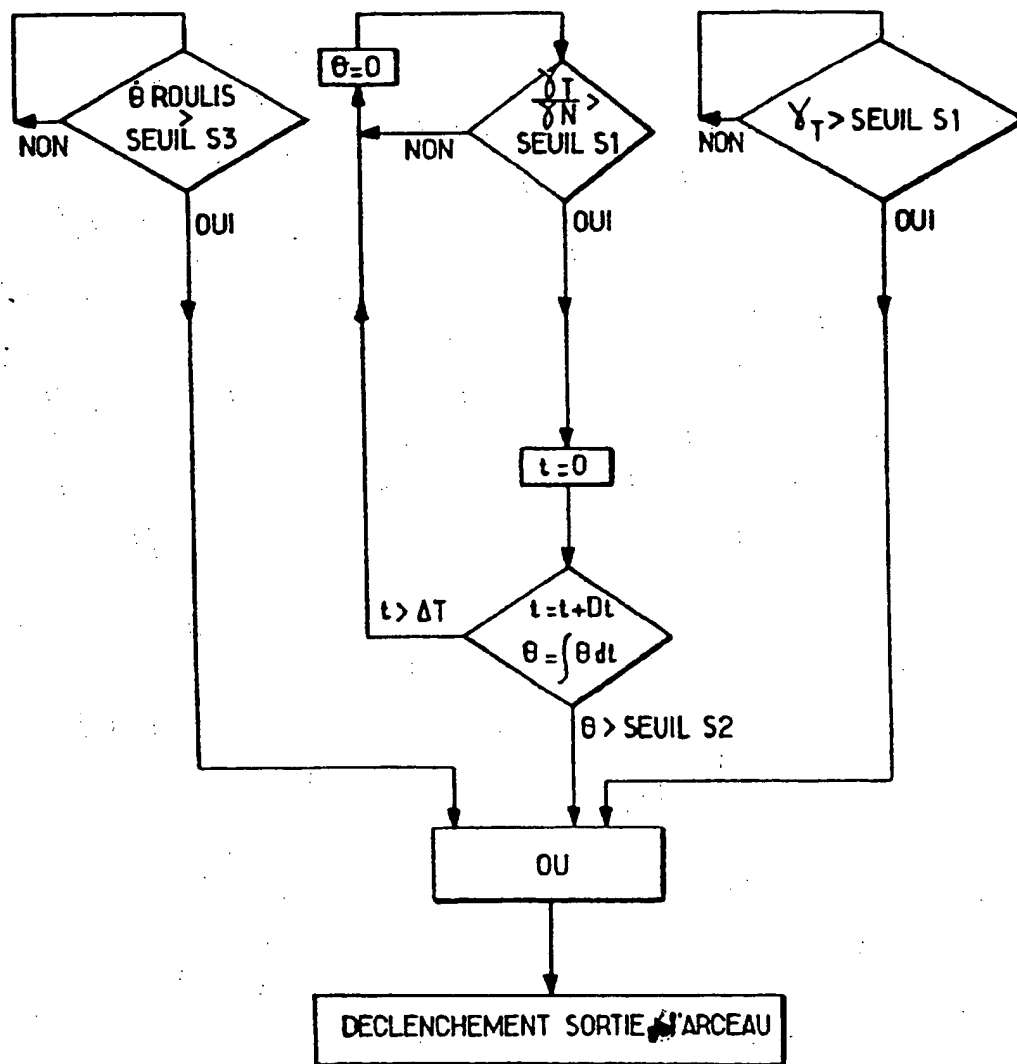 θ̇ ROULIS
>
SEUIL S3
NON
OUI
θ=0
γT
γN >
SEUIL S1
NON
OUI
γT > SEUIL S1
NON
OUI
t=0
t > ΔT
t=t+Dt
θ=∫θdt
θ > SEUIL S2
OU
DECLENCHEMENT SORTIE D'ARCEAU